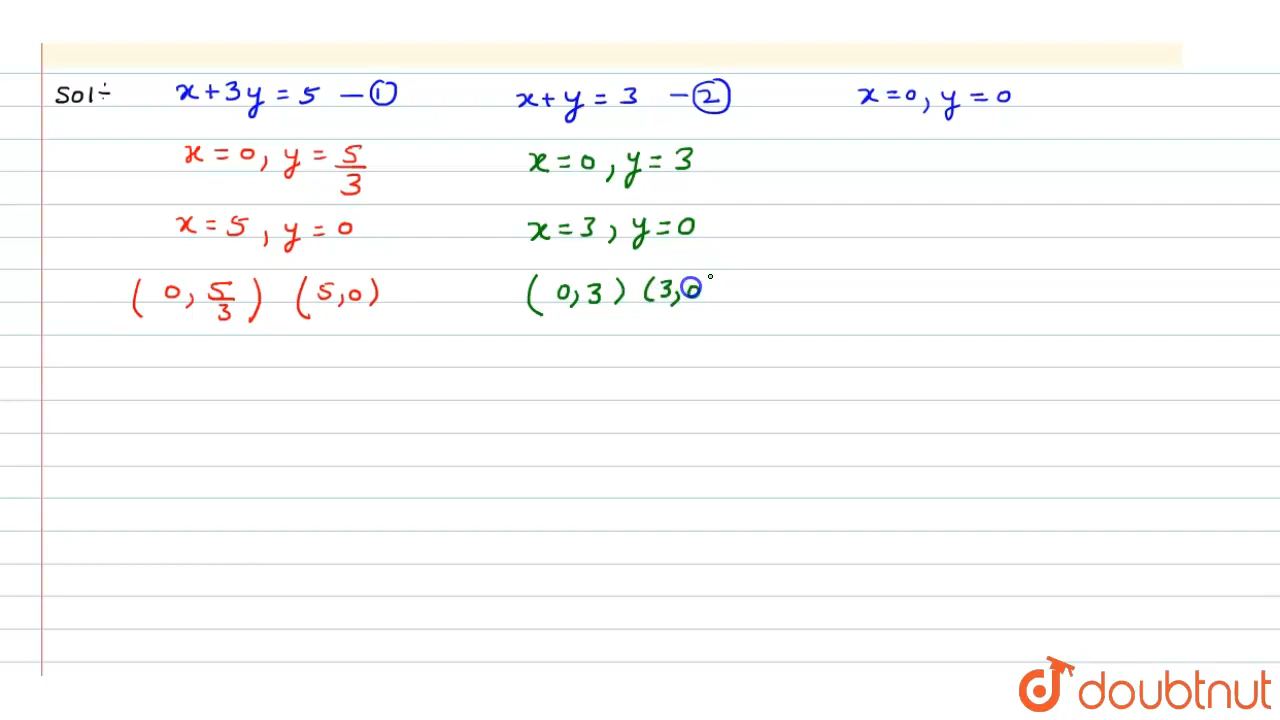 Sol÷ x+3y=5 —① x+y=3 -② x=0, y=0
x=0, y=5/3 x=0, y=3
x=5, y=0 x=3, y=0
(0, 5/3) (5,0) (0,3) (3,0
doubtnut